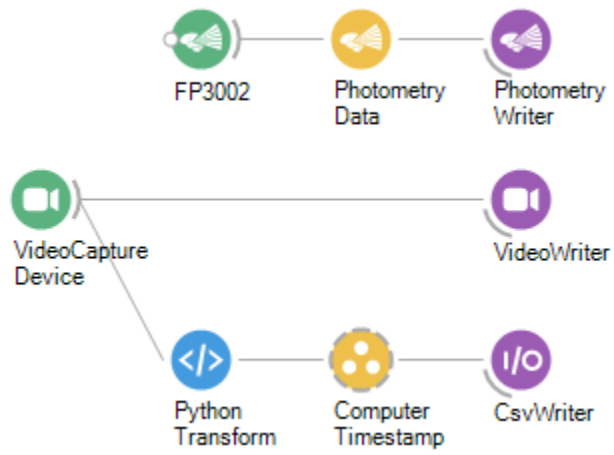 FP3002
Photometry
Data
Photometry
Writer
VideoCapture
Device
VideoWriter
</>
Python
Transform
Computer
Timestamp
I/O
CsvWriter